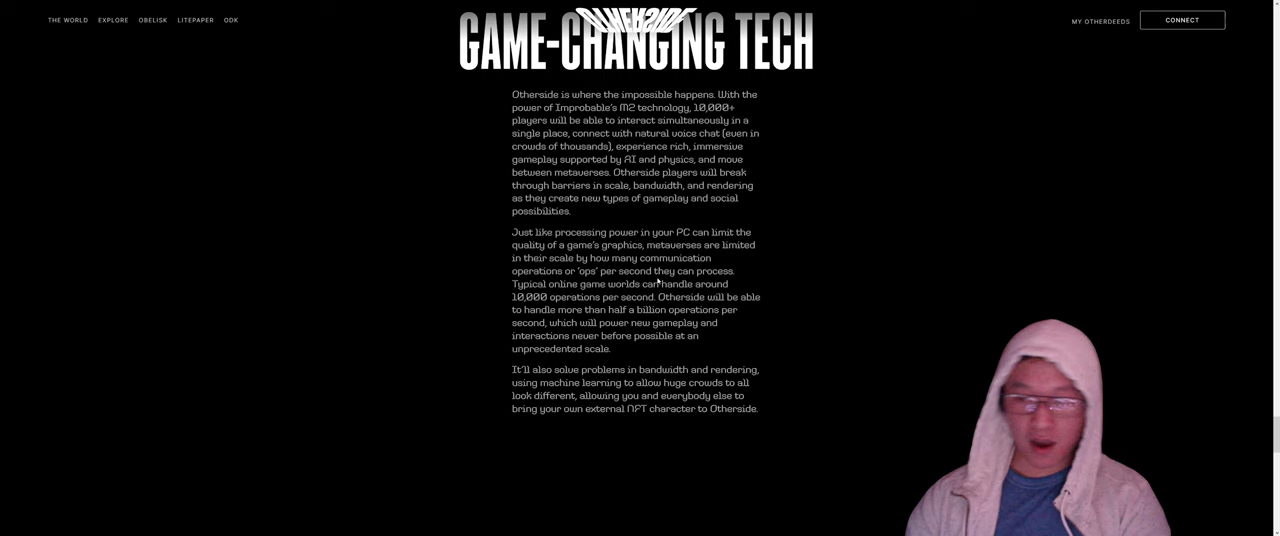 THE WORLD EXPLORE OBELISK LITEPAPER ODK
OTHERSIDE
MY OTHERDEEDS CONNECT
GAME-CHANGING TECH
Otherside is where the impossible happens. With the
power of Improbable's M2 technology, 10,000+
players will be able to interact simultaneously in a
single place, connect with natural voice chat (even in
crowds of thousands), experience rich, immersive
gameplay supported by AI and physics, and move
between metaverses. Otherside players will break
through barriers in scale, bandwidth, and rendering
as they create new types of gameplay and social
possibilities.
Just like processing power in your PC can limit the
quality of a game's graphics, metaverses are limited
in their scale by how many communication
operations or 'ops' per second they can process.
Typical online game worlds can handle around
10,000 operations per second. Otherside will be able
to handle more than half a billion operations per
second, which will power new gameplay and
interactions never before possible at an
unprecedented scale.
It'll also solve problems in bandwidth and rendering,
using machine learning to allow huge crowds to all
look different, allowing you and everybody else to
bring your own external NFT character to Otherside.